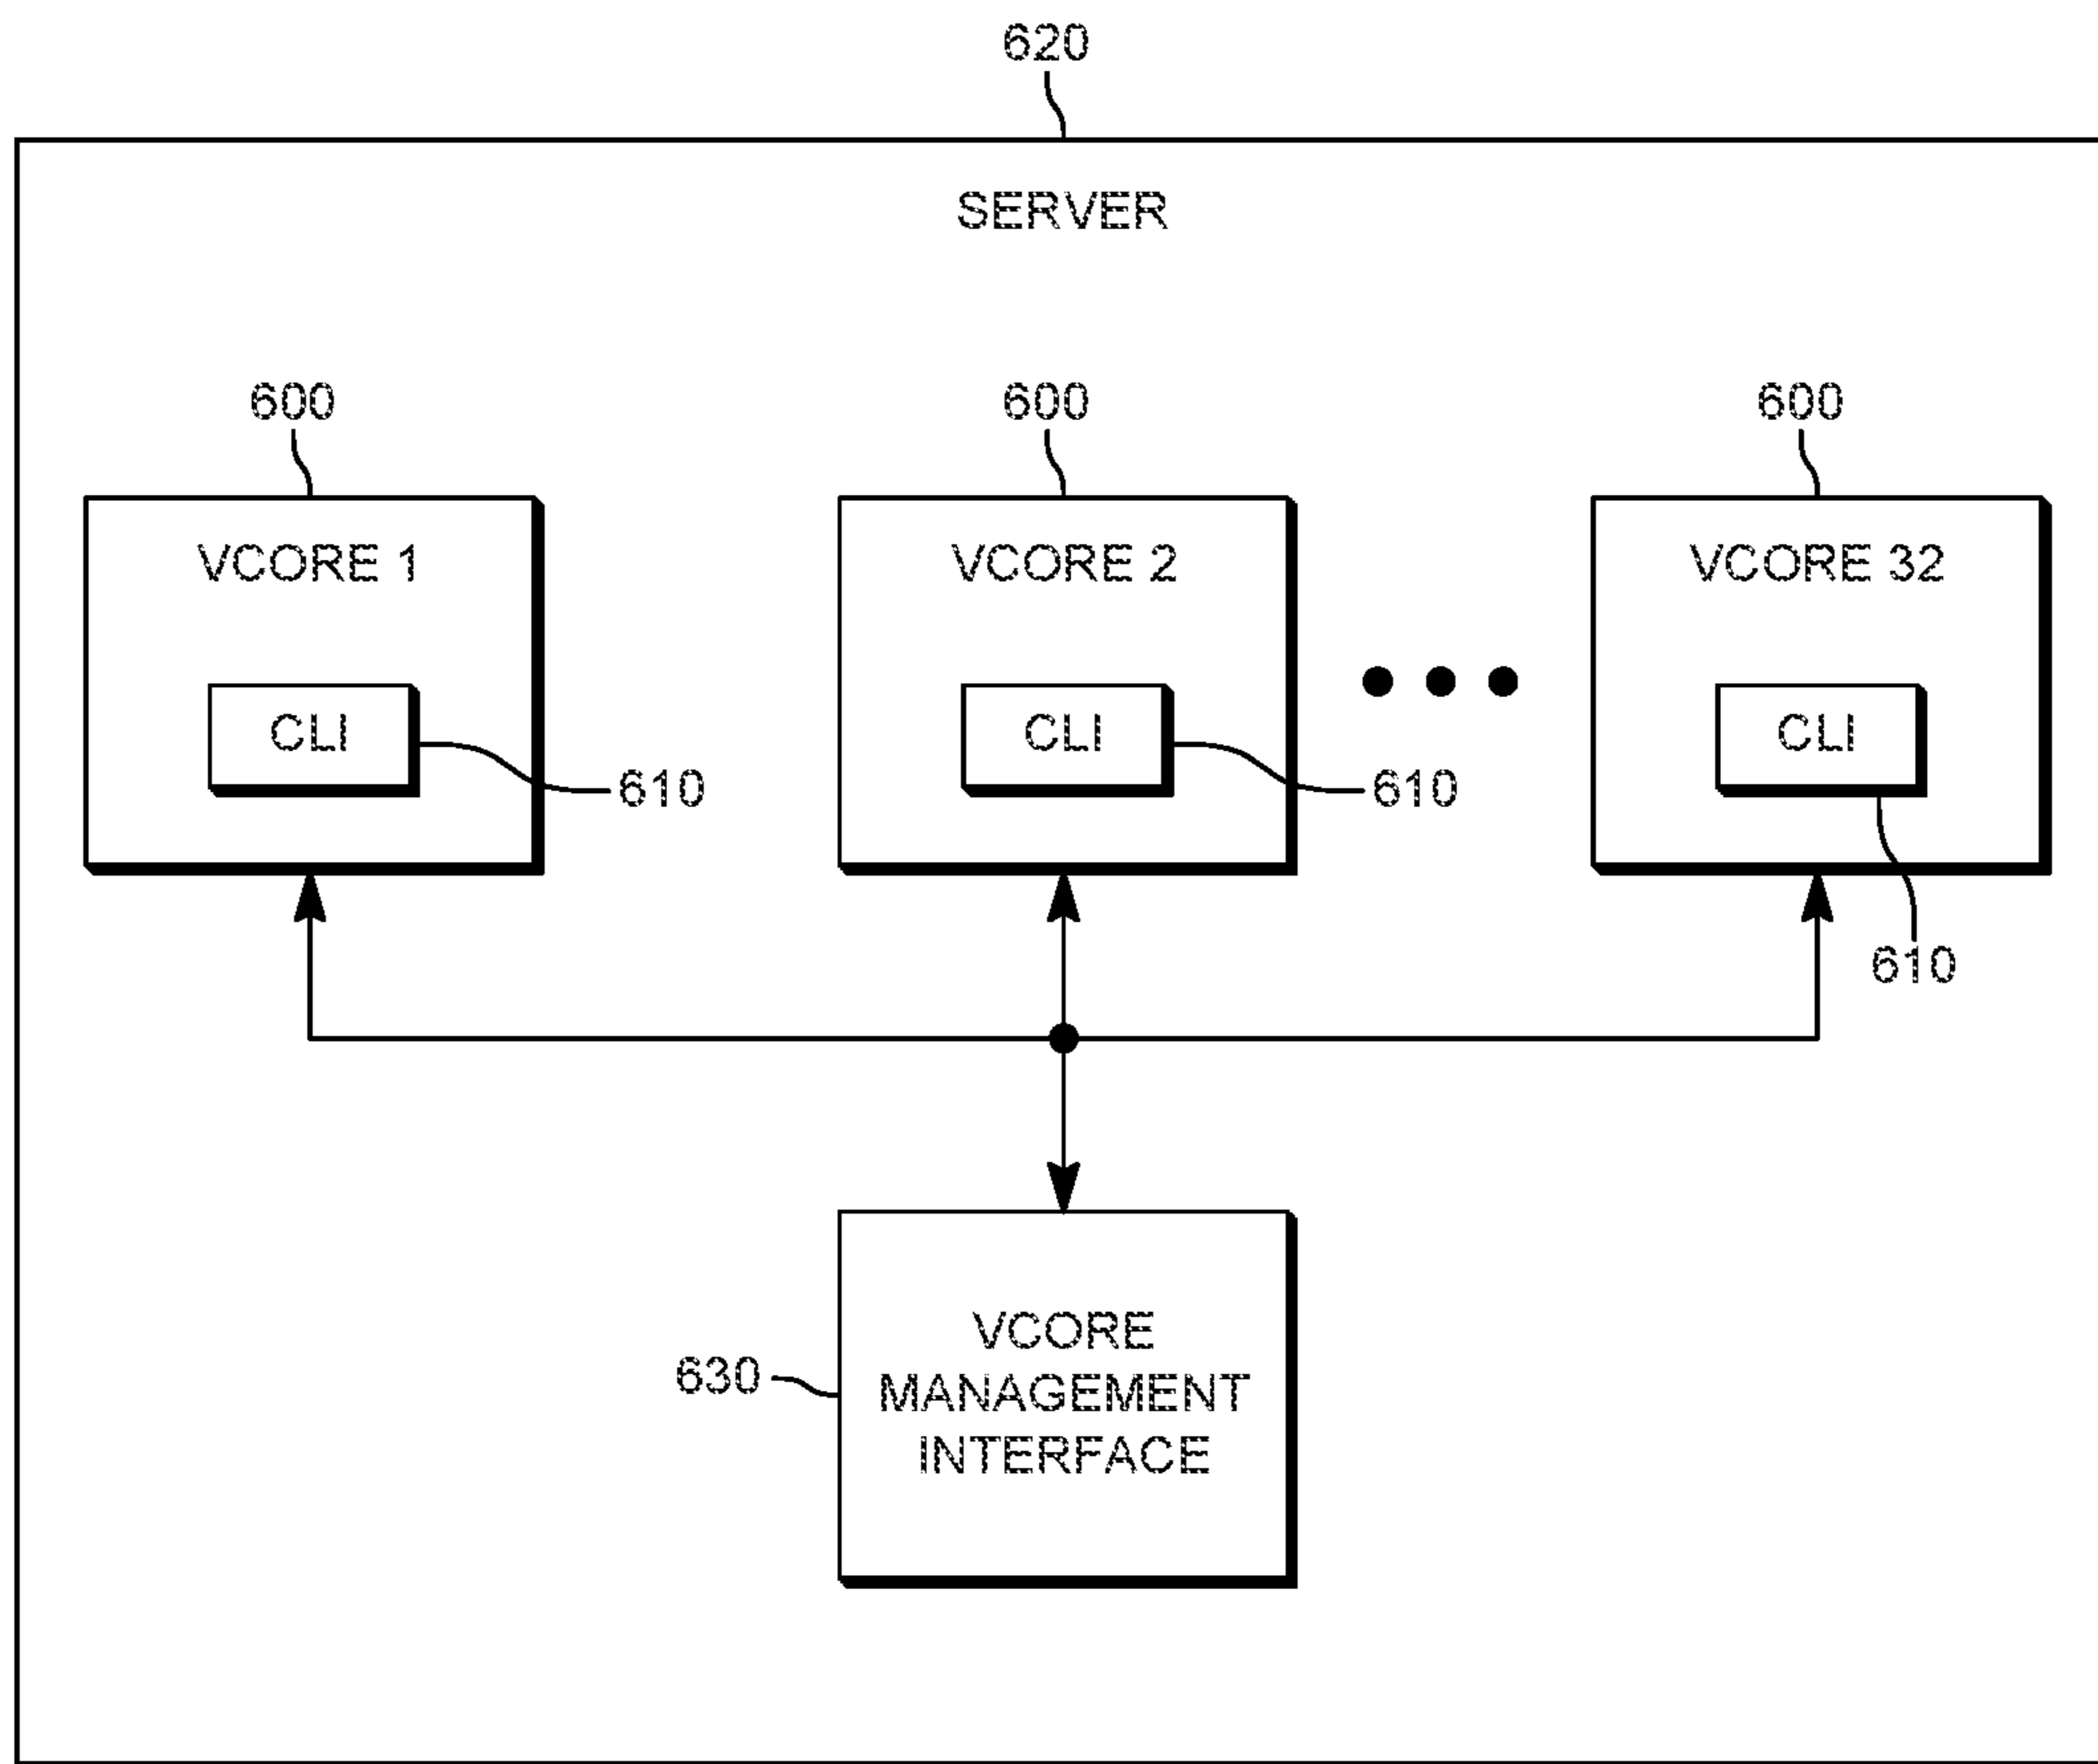 620
SERVER
600
600
600
VCORE 1
VCORE 2
VCORE 32
CLI
CLI
CLI
610
610
610
VCORE
MANAGEMENT
INTERFACE
630